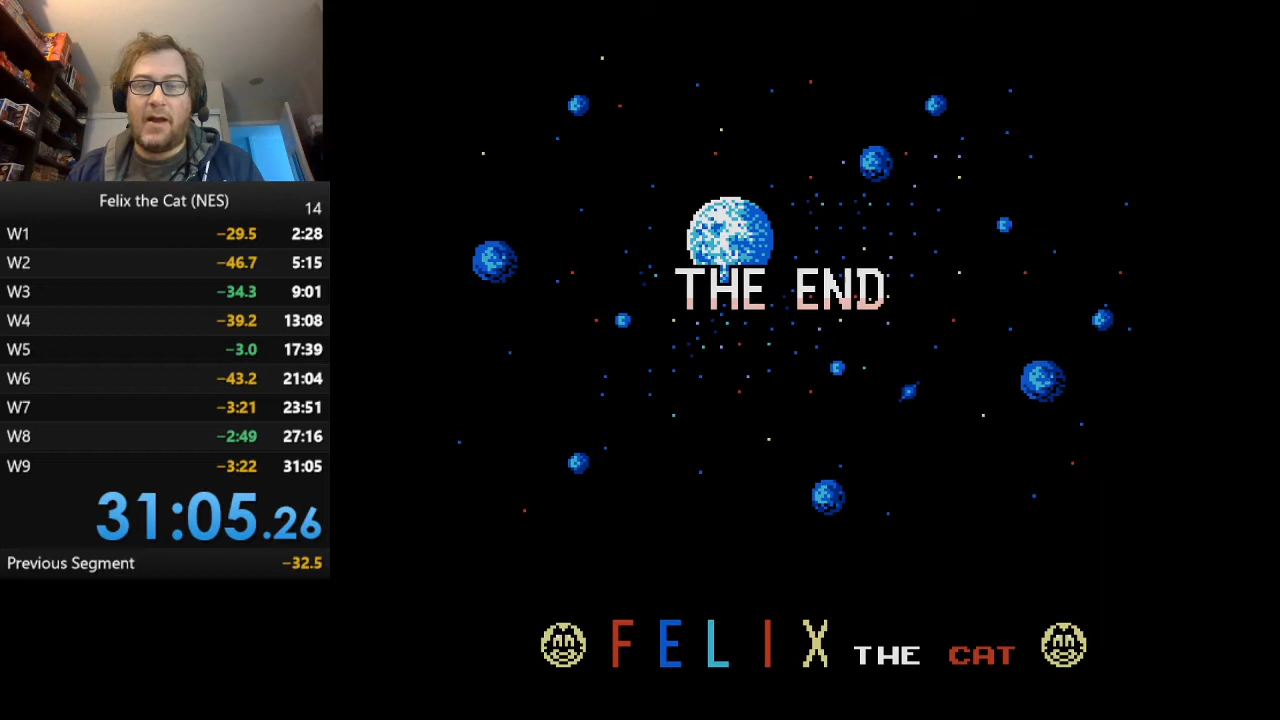 Felix the Cat (NES)
14
W1 −29.5 2:28
W2 −46.7 5:15
W3 −34.3 9:01
W4 −39.2 13:08
W5 −3.0 17:39
W6 −43.2 21:04
W7 −3:21 23:51
W8 −2:49 27:16
W9 −3:22 31:05
31:05.26
Previous Segment −32.5
THE END
FELIX THE CAT